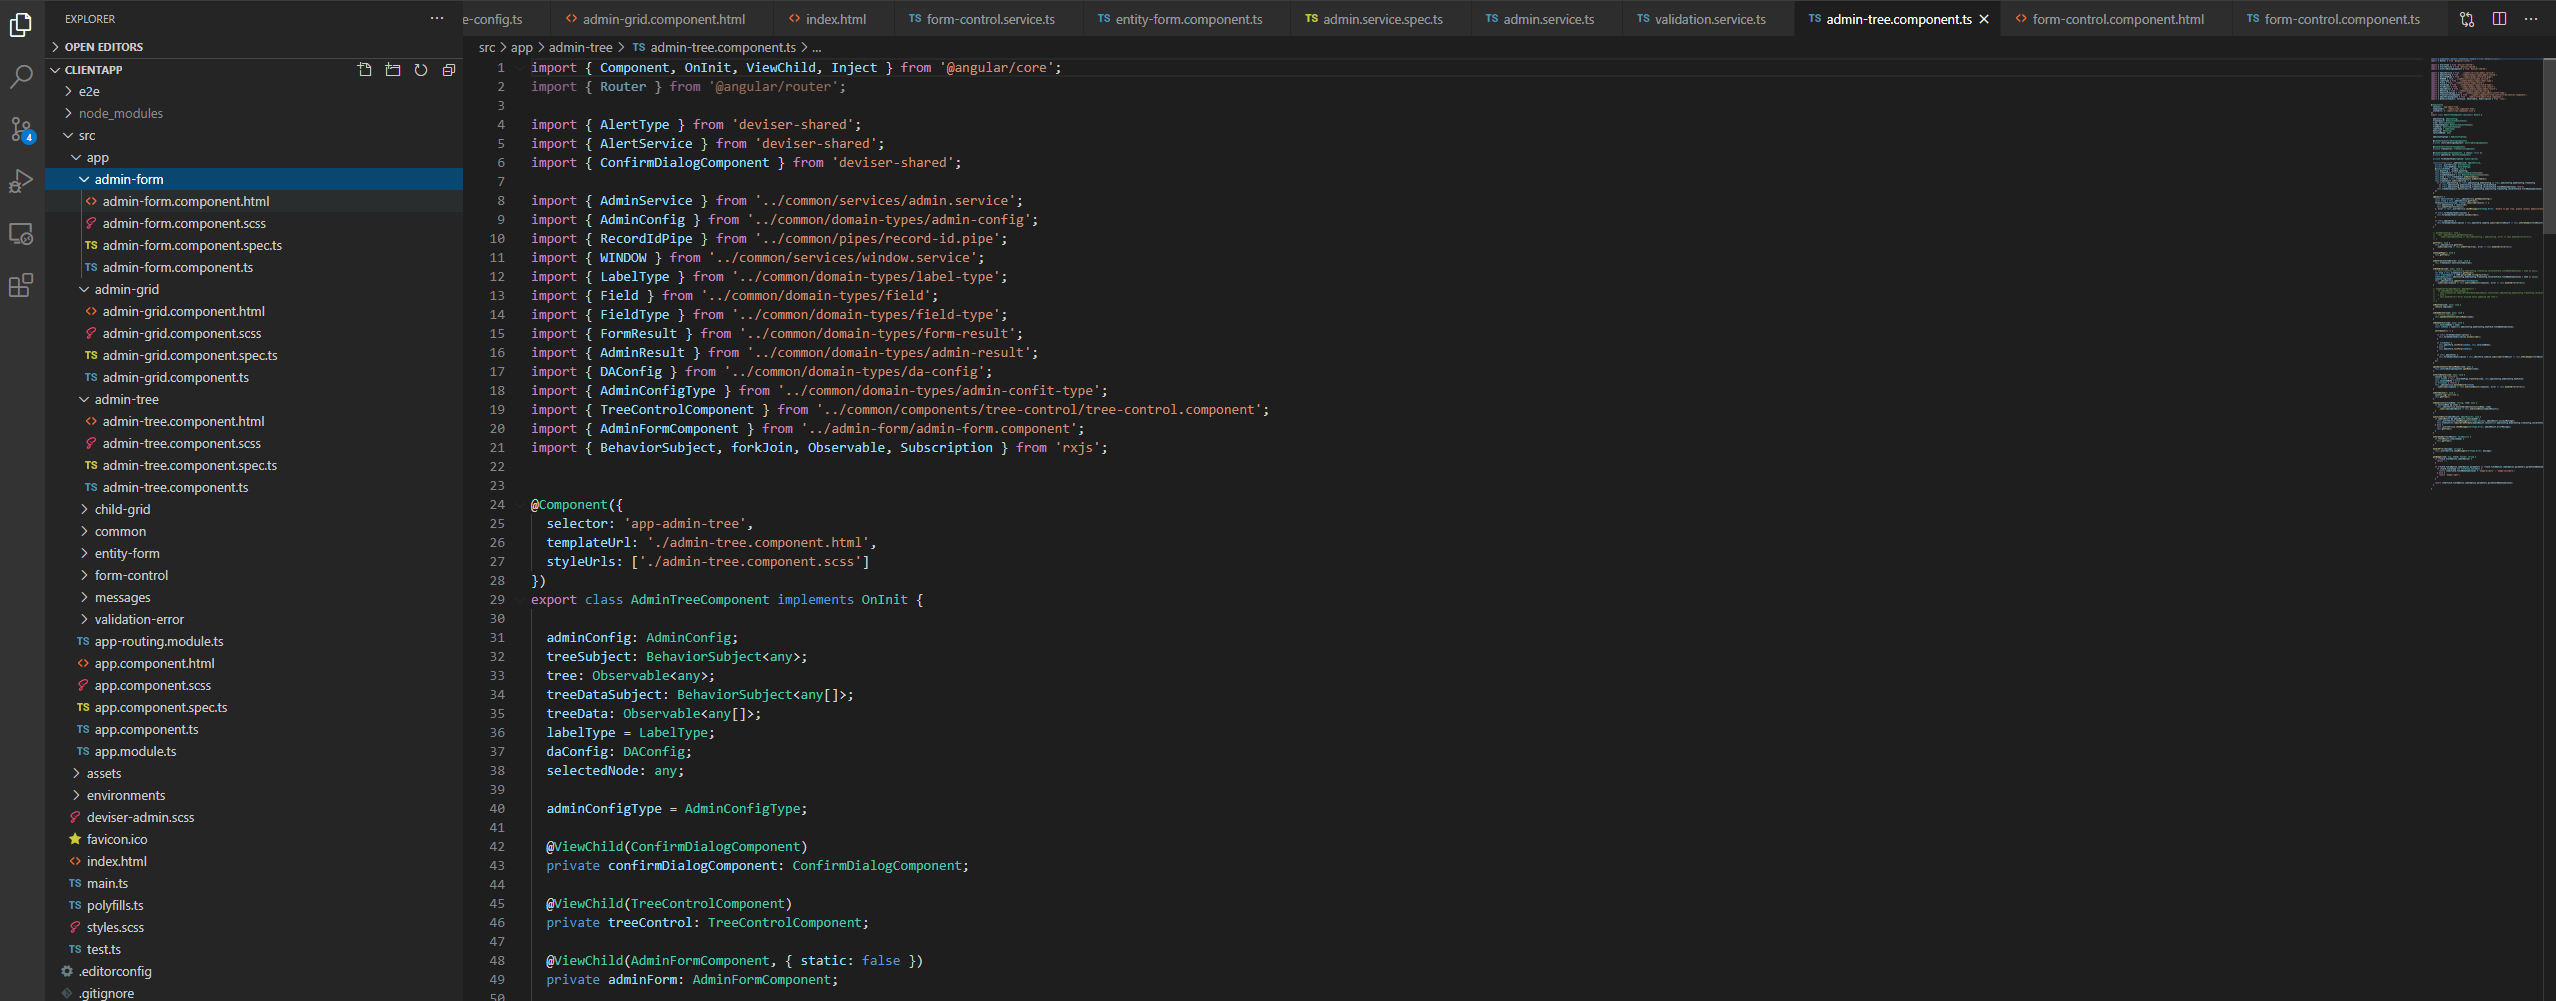 EXPLORER
OPEN EDITORS
CLIENTAPP
e2e
node_modules
src
app
admin-form
admin-form.component.html
admin-form.component.scss
admin-form.component.spec.ts
admin-form.component.ts
admin-grid
admin-grid.component.html
admin-grid.component.scss
admin-grid.component.spec.ts
admin-grid.component.ts
admin-tree
admin-tree.component.html
admin-tree.component.scss
TS admin-tree.component.spec.ts
TS admin-tree.component.ts
child-grid
common
entity-form
form-control
messages
validation-error
TS app-routing.module.ts
app.component.html
app.component.scss
TS app.component.spec.ts
TS app.component.ts
TS app.module.ts
assets
environments
deviser-admin.scss
favicon.ico
index.html
TS main.ts
TS polyfills.ts
styles.scss
TS test.ts
.editorconfig
.gitignore
4
e-config.ts admin-grid.component.html index.html TS form-control.service.ts TS entity-form.component.ts TS admin.service.spec.ts TS admin.service.ts TS validation.service.ts TS admin-tree.component.ts form-control.component.html TS form-control.component.ts
src > app > admin-tree > TS admin-tree.component.ts > ...
1 import { Component, OnInit, ViewChild, Inject } from '@angular/core';
2 import { Router } from '@angular/router';
3
4 import { AlertType } from 'deviser-shared';
5 import { AlertService } from 'deviser-shared';
6 import { ConfirmDialogComponent } from 'deviser-shared';
7
8 import { AdminService } from '../common/services/admin.service';
9 import { AdminConfig } from '../common/domain-types/admin-config';
10 import { RecordIdPipe } from '../common/pipes/record-id.pipe';
11 import { WINDOW } from '../common/services/window.service';
12 import { LabelType } from '../common/domain-types/label-type';
13 import { Field } from '../common/domain-types/field';
14 import { FieldType } from '../common/domain-types/field-type';
15 import { FormResult } from '../common/domain-types/form-result';
16 import { AdminResult } from '../common/domain-types/admin-result';
17 import { DAConfig } from '../common/domain-types/da-config';
18 import { AdminConfigType } from '../common/domain-types/admin-confit-type';
19 import { TreeControlComponent } from '../common/components/tree-control/tree-control.component';
20 import { AdminFormComponent } from '../admin-form/admin-form.component';
21 import { BehaviorSubject, forkJoin, Observable, Subscription } from 'rxjs';
22
23
24 @Component({
25 selector: 'app-admin-tree',
26 templateUrl: './admin-tree.component.html',
27 styleUrls: ['./admin-tree.component.scss']
28 })
29 export class AdminTreeComponent implements OnInit {
30
31 adminConfig: AdminConfig;
32 treeSubject: BehaviorSubject<any>;
33 tree: Observable<any>;
34 treeDataSubject: BehaviorSubject<any[]>;
35 treeData: Observable<any[]>;
36 labelType = LabelType;
37 daConfig: DAConfig;
38 selectedNode: any;
39
40 adminConfigType = AdminConfigType;
41
42 @ViewChild(ConfirmDialogComponent)
43 private confirmDialogComponent: ConfirmDialogComponent;
44
45 @ViewChild(TreeControlComponent)
46 private treeControl: TreeControlComponent;
47
48 @ViewChild(AdminFormComponent, { static: false })
49 private adminForm: AdminFormComponent;
50